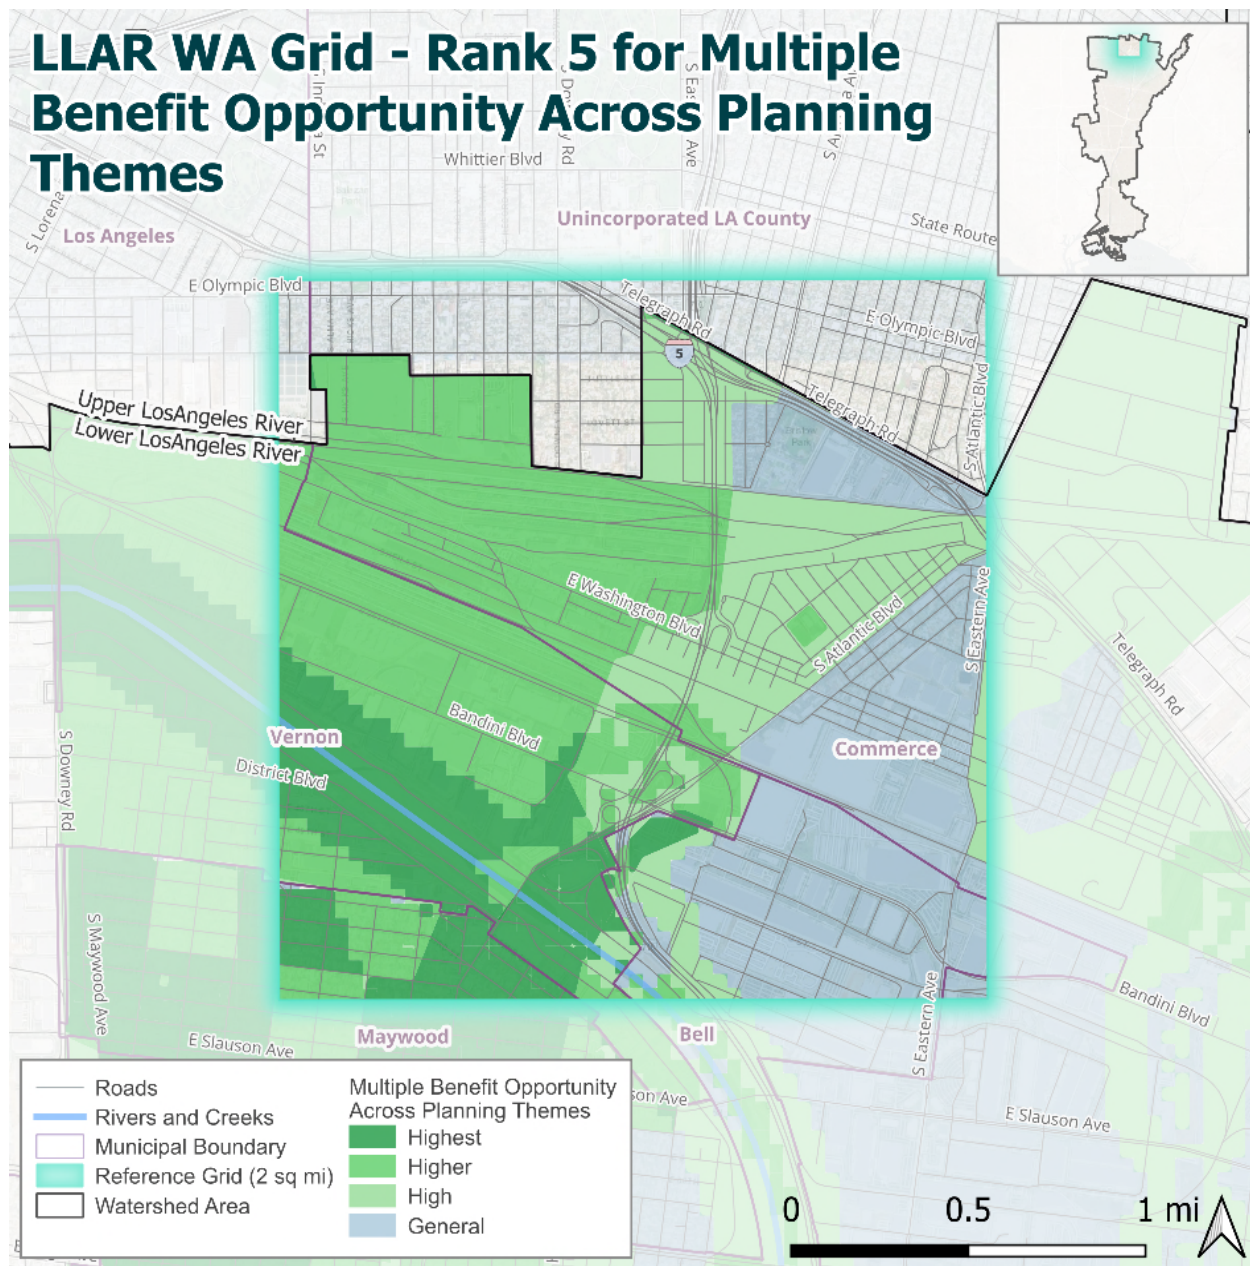 LLAR WA Grid - Rank 5 for Multiple
Benefit Opportunity Across Planning
Themes
Whittier Blvd
S Lorena
Los Angeles
Unincorporated LA County
State Route
E Olympic Blvd
Telegraph Rd
E Olympic Blvd
5
Telegraph Rd
S Atlantic Blvd
Upper LosAngeles River
Lower LosAngeles River
E Washington Blvd
S Atlantic Blvd
S Eastern Ave
Telegraph Rd
Bandini Blvd
Vernon
Commerce
District Blvd
S Downey Rd
S Maywood Ave
S Eastern Ave
Bandini Blvd
E Slauson Ave
Maywood
Bell
son Ave
E Slauson Ave
Roads
Rivers and Creeks
Municipal Boundary
Reference Grid (2 sq mi)
Watershed Area
Multiple Benefit Opportunity
Across Planning Themes
Highest
Higher
High
General
0 0.5 1 mi